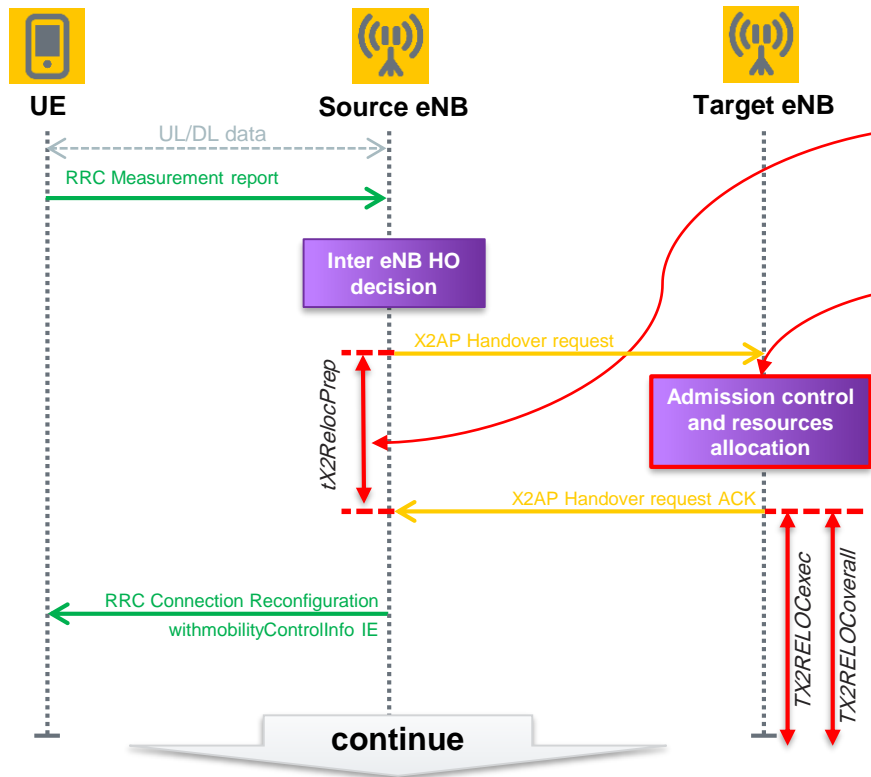 UE
Source eNB
Target eNB
UL/DL data
RRC Measurement report
Inter eNB HO
decision
X2AP Handover request
tX2RelocPrep
Admission control
and resources
allocation
X2AP Handover request ACK
TX2RELOCexec
TX2RELOCoverall
RRC Connection Reconfiguration
withmobilityControlInfo IE
continue